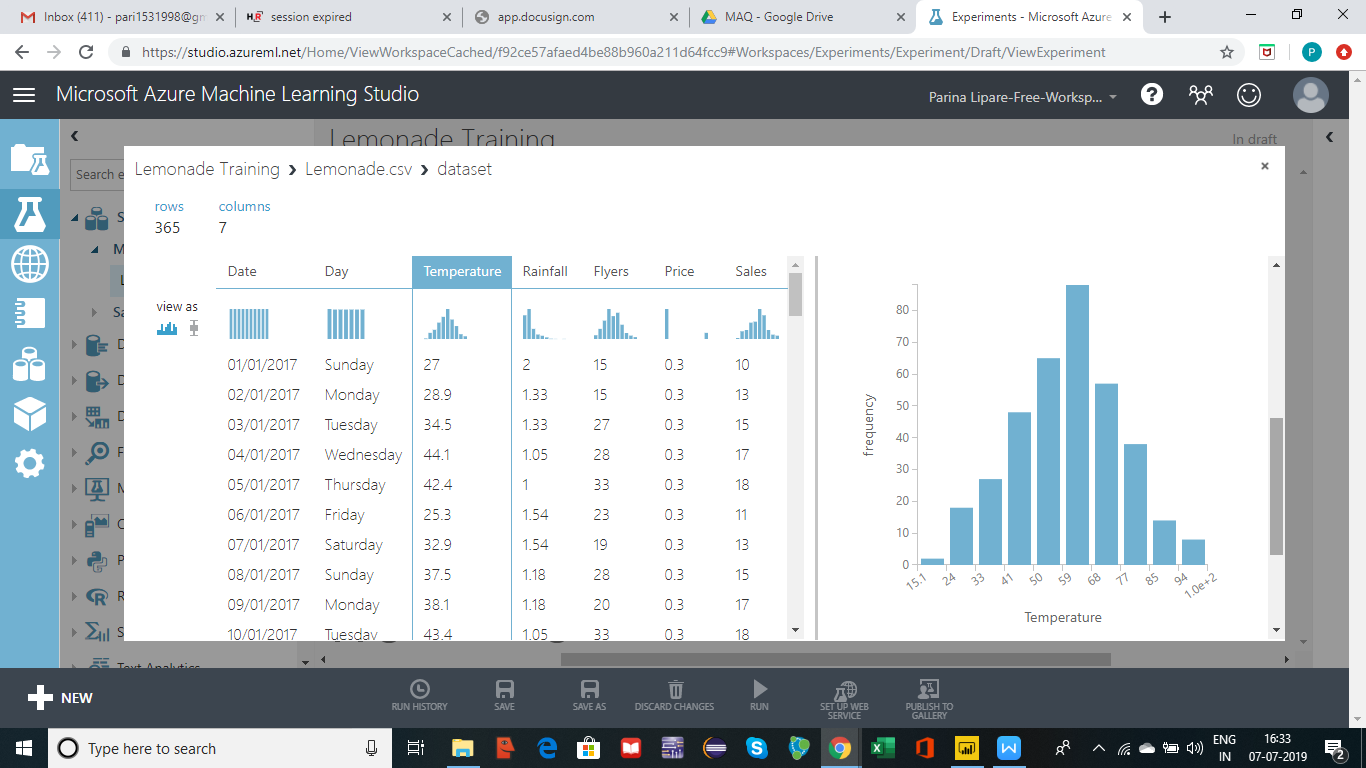 Inbox (411) - pari1531998@gm
session expired
app.docusign.com
MAQ - Google Drive
Experiments - Microsoft Azure
https://studio.azureml.net/Home/ViewWorkspaceCached/f92ce57afaed4be88b960a211d64fcc9#Workspaces/Experiments/Experiment/Draft/ViewExperiment
P
Microsoft Azure Machine Learning Studio
Parina Lipare-Free-Worksp...
Lemonade Training
In draft
Search e
Lemonade Training › Lemonade.csv › dataset
rows columns
365 7
Date Day Temperature Rainfall Flyers Price Sales
view as
01/01/2017 Sunday 27 2 15 0.3 10
02/01/2017 Monday 28.9 1.33 15 0.3 13
03/01/2017 Tuesday 34.5 1.33 27 0.3 15
04/01/2017 Wednesday 44.1 1.05 28 0.3 17
05/01/2017 Thursday 42.4 1 33 0.3 18
06/01/2017 Friday 25.3 1.54 23 0.3 11
07/01/2017 Saturday 32.9 1.54 19 0.3 13
08/01/2017 Sunday 37.5 1.18 28 0.3 15
09/01/2017 Monday 38.1 1.18 20 0.3 17
10/01/2017 Tuesday 43.4 1.05 33 0.3 18
80
70
60
50
40
30
20
10
0
frequency
15.1 24 33 41 50 59 68 77 85 94 1.0e+2
Temperature
Text Analytics
NEW
RUN HISTORY
SAVE
SAVE AS
DISCARD CHANGES
RUN
SET UP WEB
SERVICE
PUBLISH TO
GALLERY
Type here to search
ENG
IN
16:33
07-07-2019
2